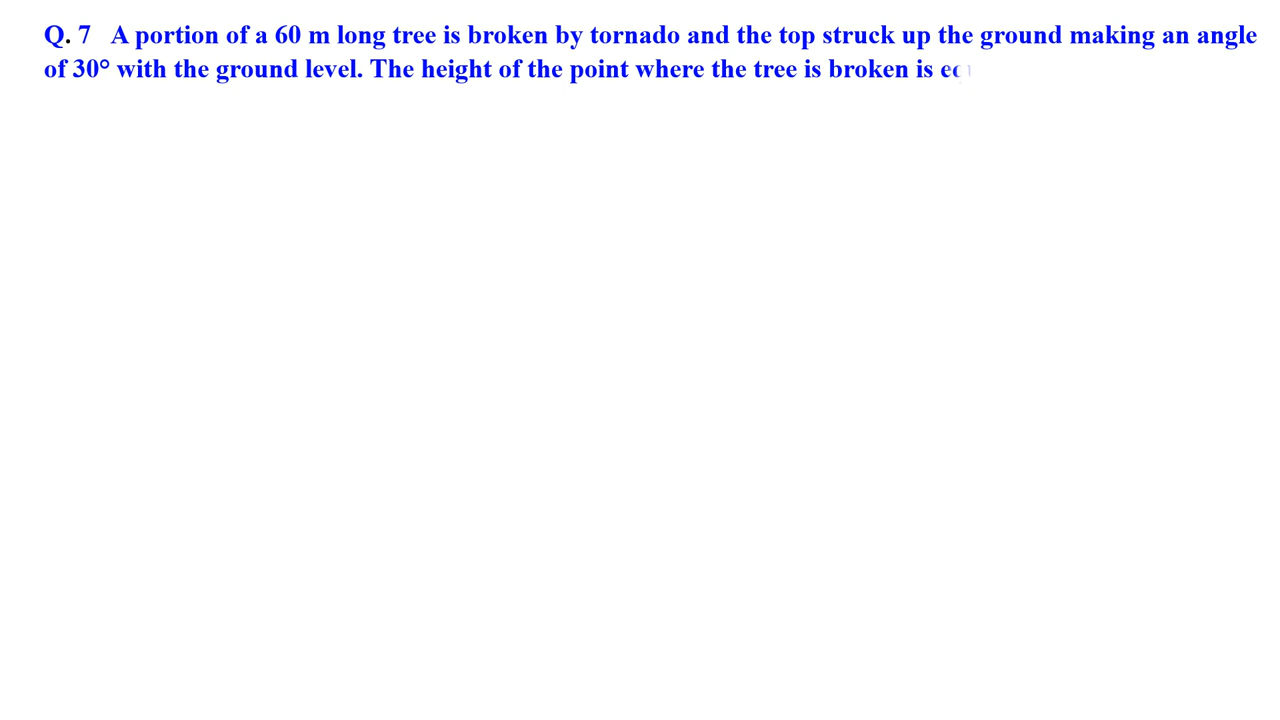 Q. 7 A portion of a 60 m long tree is broken by tornado and the top struck up the ground making an angle
of 30° with the ground level. The height of the point where the tree is broken is